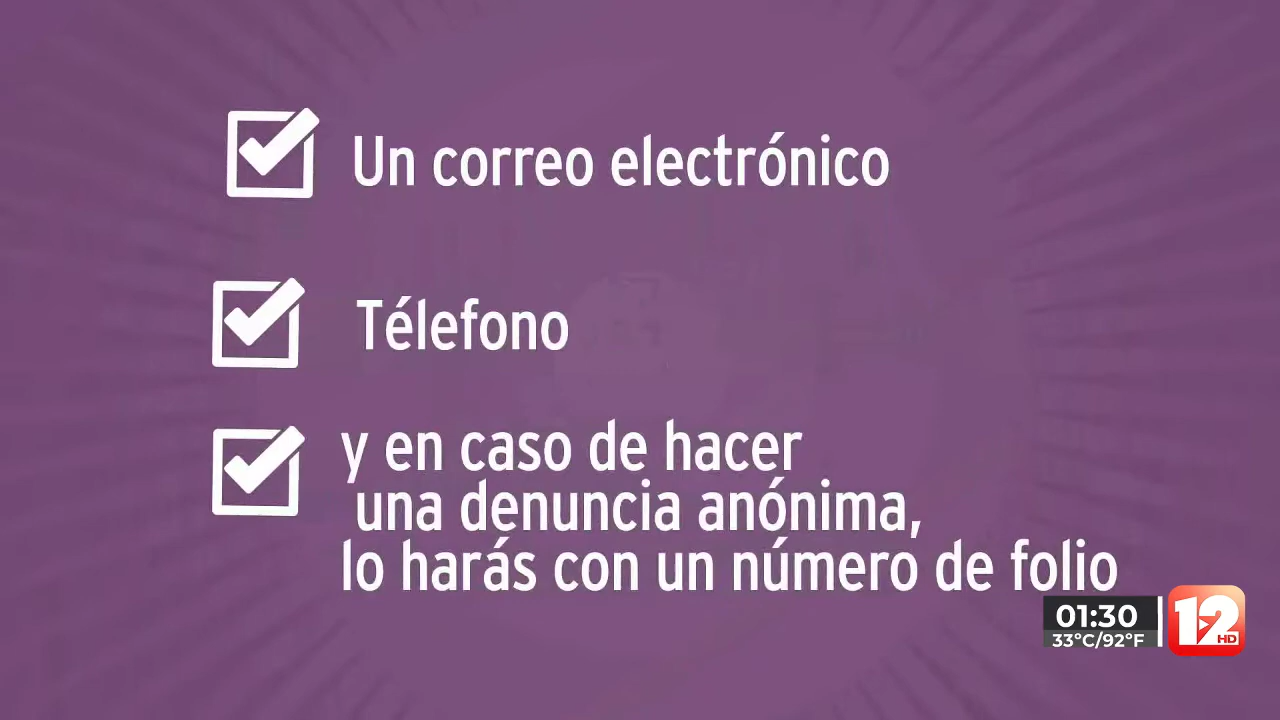 Un correo electrónico
Télefono
y en caso de hacer
una denuncia anónima,
lo harás con un número de folio
01:30
33°C/92°F
12
HD